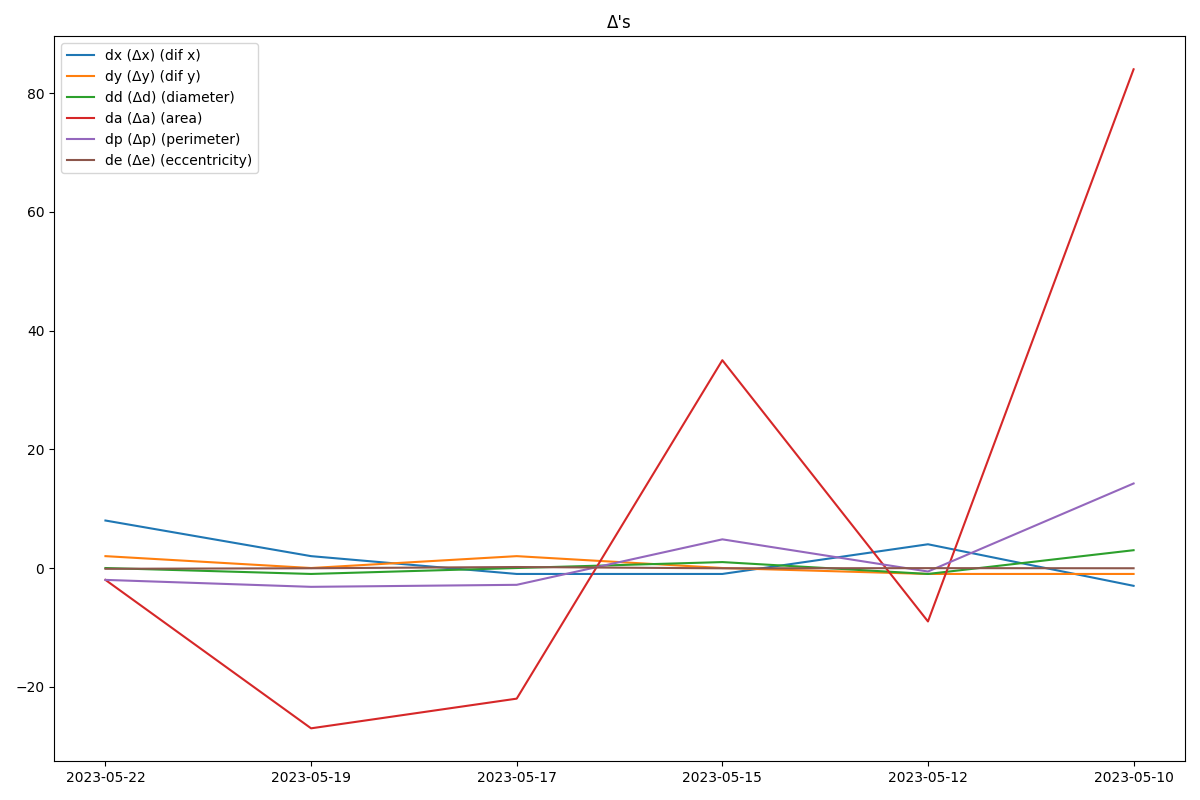 Δ's
dx (Δx) (dif x)
dy (Δy) (dif y)
dd (Δd) (diameter)
da (Δa) (area)
dp (Δp) (perimeter)
de (Δe) (eccentricity)
80
60
40
20
0
−20
2023-05-22 2023-05-19 2023-05-17 2023-05-15 2023-05-12 2023-05-10